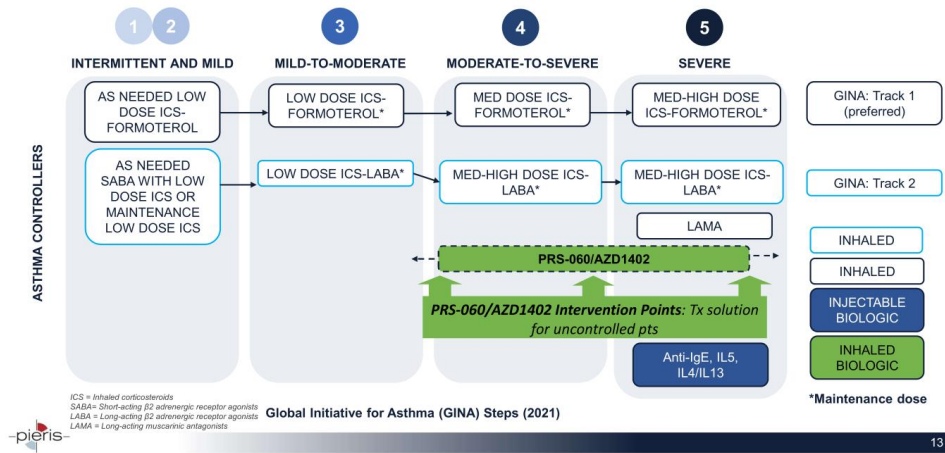 1
2
3
4
5
INTERMITTENT AND MILD
MILD-TO-MODERATE
MODERATE-TO-SEVERE
SEVERE
ASTHMA CONTROLLERS
AS NEEDED LOW
DOSE ICS-
FORMOTEROL
LOW DOSE ICS-
FORMOTEROL*
MED DOSE ICS-
FORMOTEROL*
MED-HIGH DOSE
ICS-FORMOTEROL*
GINA: Track 1
(preferred)
AS NEEDED
SABA WITH LOW
DOSE ICS OR
MAINTENANCE
LOW DOSE ICS
LOW DOSE ICS-LABA*
MED-HIGH DOSE ICS-
LABA*
MED-HIGH DOSE ICS-
LABA*
GINA: Track 2
LAMA
PRS-060/AZD1402
PRS-060/AZD1402 Intervention Points: Tx solution
for uncontrolled pts
Anti-IgE, IL5,
IL4/IL13
INHALED
INHALED
INJECTABLE
BIOLOGIC
INHALED
BIOLOGIC
*Maintenance dose
ICS = Inhaled corticosteroids
SABA= Short-acting β2 adrenergic receptor agonists
LABA = Long-acting β2 adrenergic receptor agonists
LAMA = Long-acting muscarinic antagonists
Global Initiative for Asthma (GINA) Steps (2021)
pieris
13